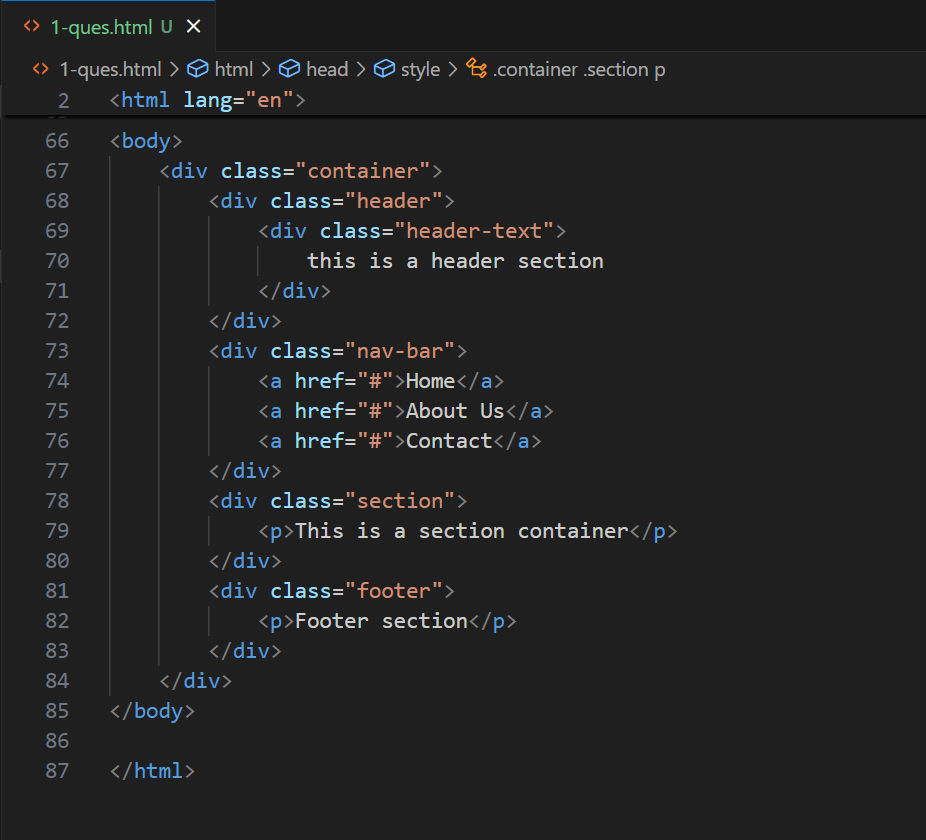 1-ques.html U
1-ques.html > html > head > style > .container .section p
2 <html lang="en">
66 <body>
67 <div class="container">
68 <div class="header">
69 <div class="header-text">
70 this is a header section
71 </div>
72 </div>
73 <div class="nav-bar">
74 <a href="#">Home</a>
75 <a href="#">About Us</a>
76 <a href="#">Contact</a>
77 </div>
78 <div class="section">
79 <p>This is a section container</p>
80 </div>
81 <div class="footer">
82 <p>Footer section</p>
83 </div>
84 </div>
85 </body>
86
87 </html>